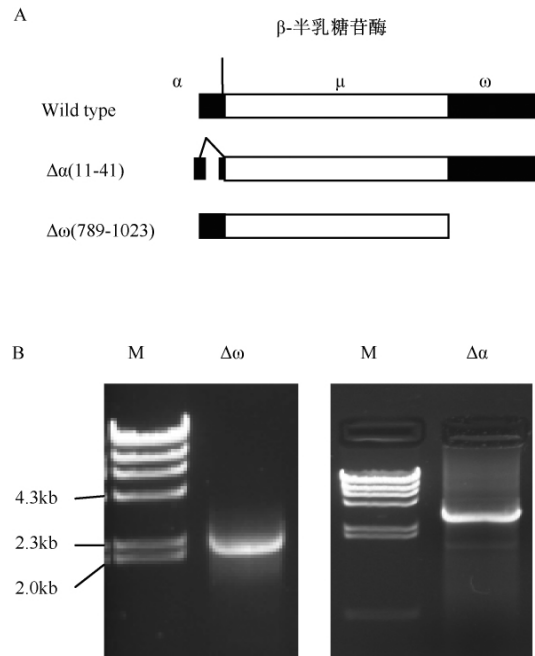 A
β-半乳糖苷酶
α μ ω
Wild type
Δα(11-41)
Δω(789-1023)
B M Δω M Δα
4.3kb
2.3kb
2.0kb